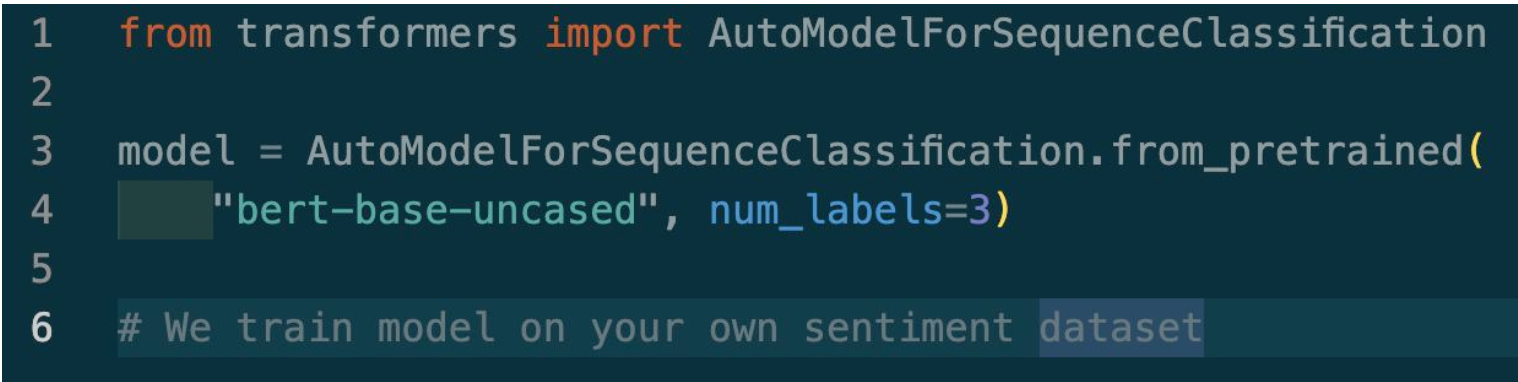 1 from transformers import AutoModelForSequenceClassification
2
3 model = AutoModelForSequenceClassification.from_pretrained(
4     "bert-base-uncased", num_labels=3)
5
6 # We train model on your own sentiment dataset